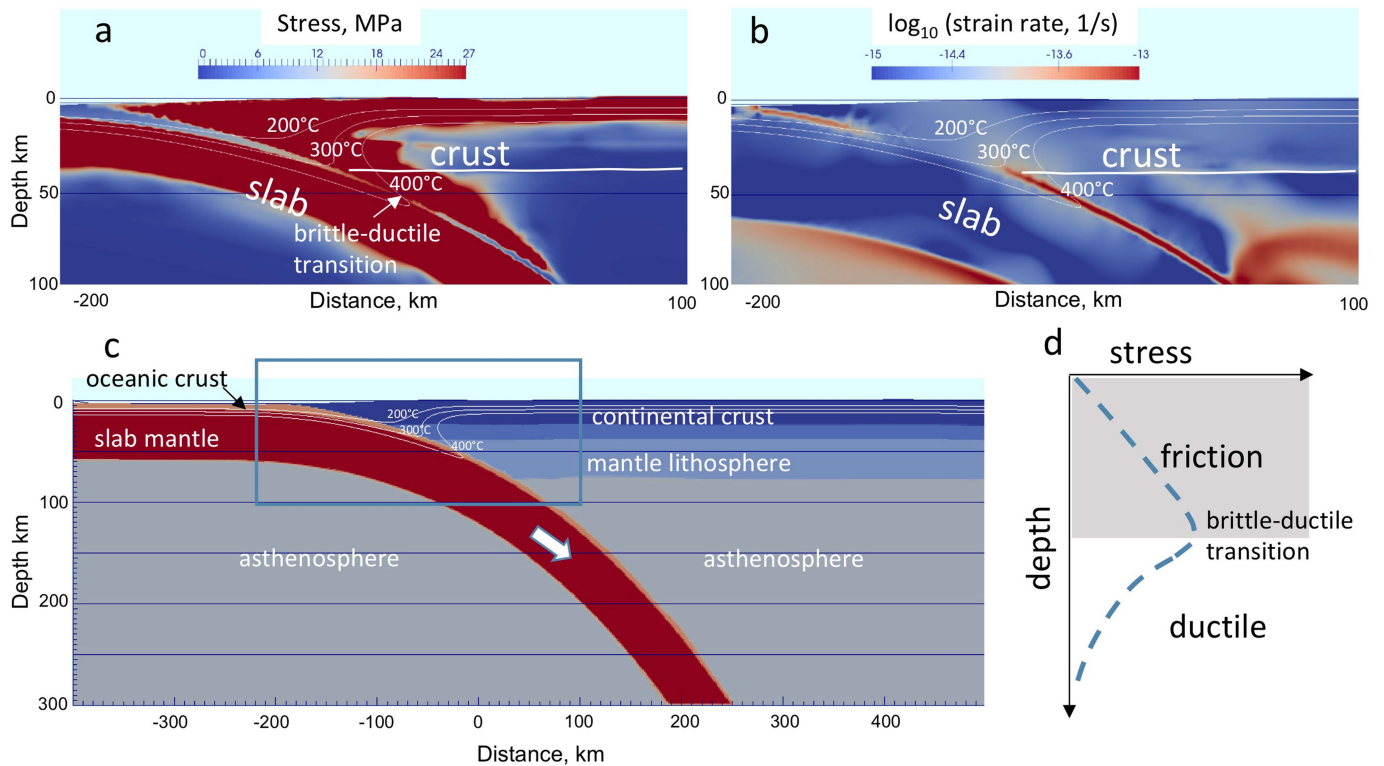 a
Stress, MPa
0 6 12 18 24 27
0
50
100
Depth km
200°C
300°C
400°C
crust
slab
brittle-ductile
transition
-200
Distance, km
100
b
log10 (strain rate, 1/s)
-15 -14.4 -13.6 -13
0
50
100
200°C
300°C
400°C
crust
slab
-200
Distance, km
100
c
oceanic crust
slab mantle
200°C
300°C
400°C
continental crust
mantle lithosphere
asthenosphere
asthenosphere
0
100
200
300
Depth km
-300 -200 -100 0 100 200 300 400
Distance, km
d
stress
friction
brittle-ductile
transition
depth
ductile